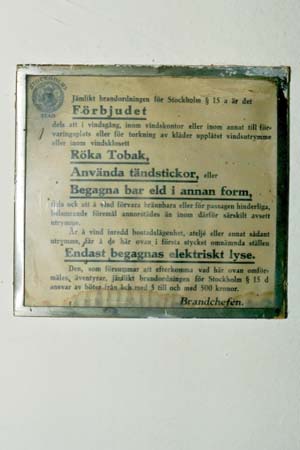 STOCKHOLMS
STAD
Jämlikt brandordningen för Stockholm § 15 a är det
Förbjudet
dels att i vindsgång, inom vindskontor eller inom annat till för-
varingsplats eller för torkning av kläder upplåtet vindsutrymme
eller inom vindsklosett
Röka Tobak,
Använda tändstickor, eller
Begagna bar eld i annan form,
dels ock att å vind förvara brännbara eller för passagen hinderliga,
belamrande föremål annorstädes än inom därför särskilt avsett
utrymme.
Är å vind inredd bostadslägenhet, ateljé eller annat sådant
utrymme, där å de här ovan i första stycket omnämnda ställen
Endast begagnas elektriskt lyse.
Den, som försummar att efterkomma vad här ovan omför-
mäles, äventyrar, jämlikt brandordningen för Stockholm § 15 d
ansvar av böter från och med 5 till och med 500 kronor.
Brandchefen.